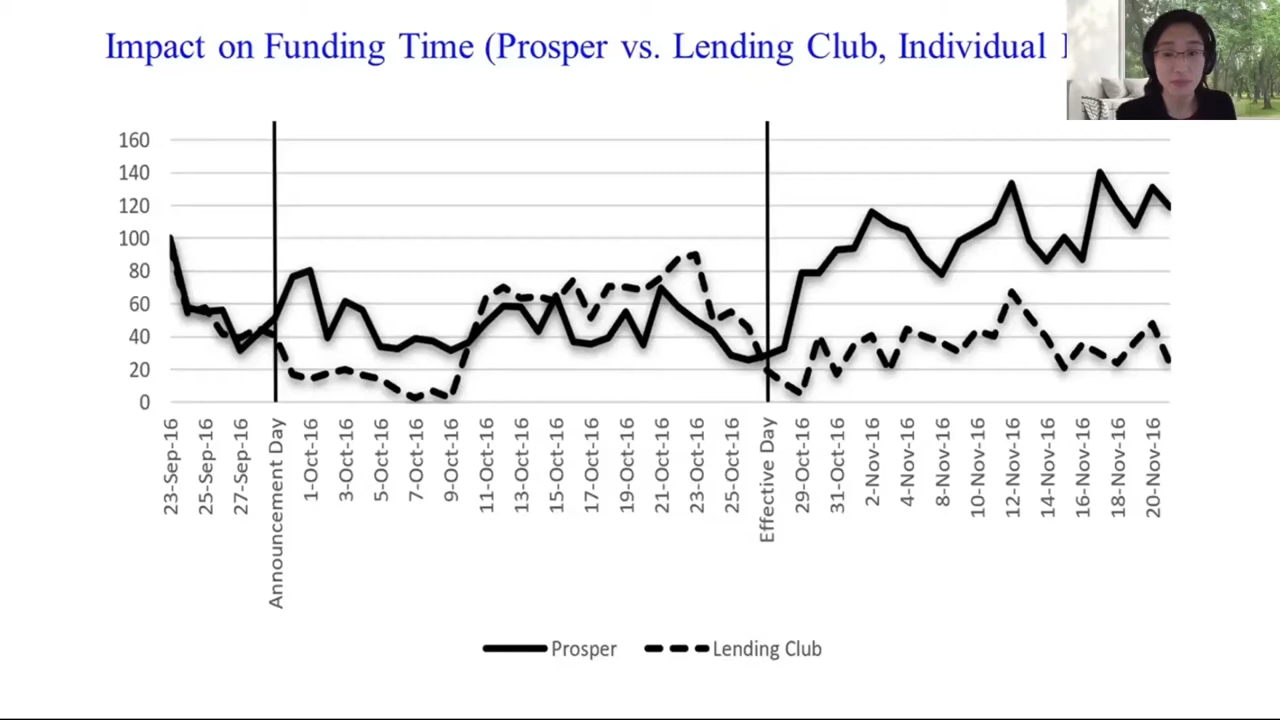 Impact on Funding Time (Prosper vs. Lending Club, Individual
160
140
120
100
80
60
40
20
0
23-Sep-16
25-Sep-16
27-Sep-16
Announcement Day
1-Oct-16
3-Oct-16
5-Oct-16
7-Oct-16
9-Oct-16
11-Oct-16
13-Oct-16
15-Oct-16
17-Oct-16
19-Oct-16
21-Oct-16
23-Oct-16
25-Oct-16
Effective Day
29-Oct-16
31-Oct-16
2-Nov-16
4-Nov-16
8-Nov-16
10-Nov-16
12-Nov-16
14-Nov-16
16-Nov-16
18-Nov-16
20-Nov-16
Prosper
Lending Club